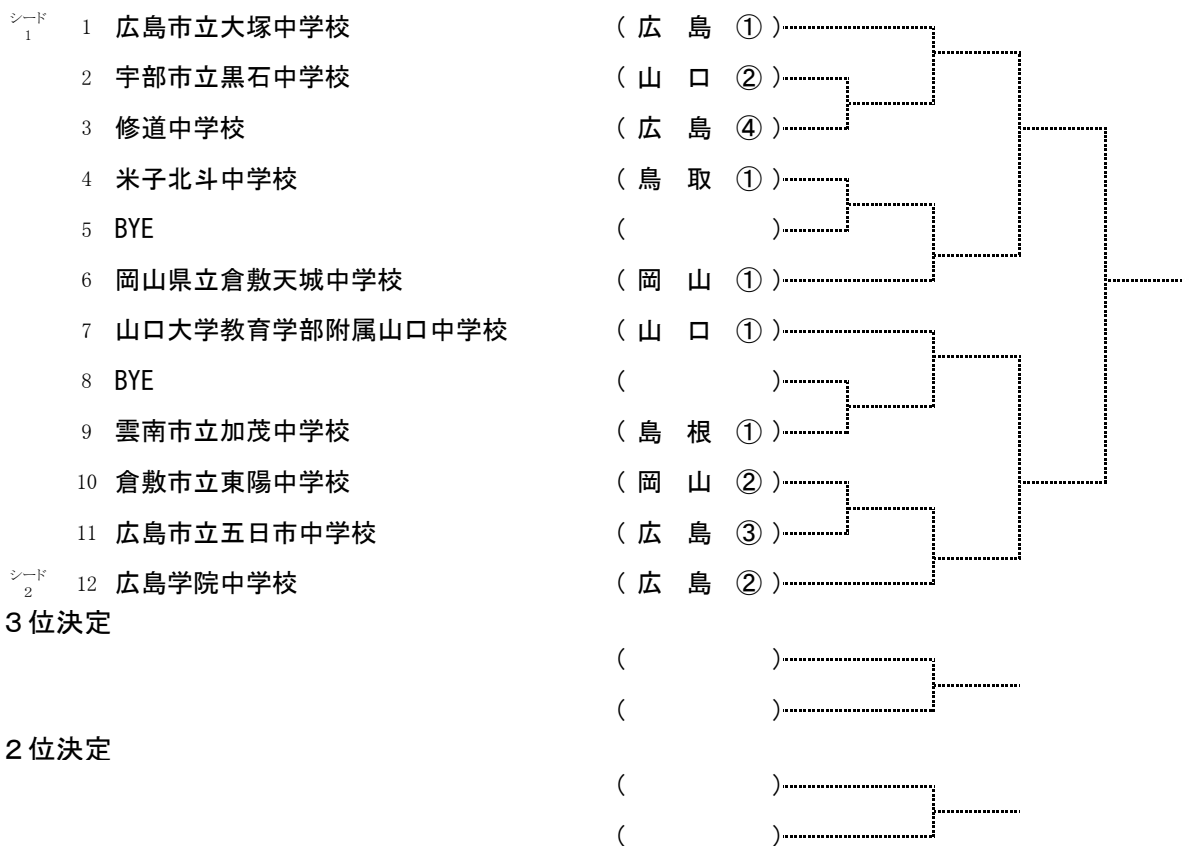 シード1 1 広島市立大塚中学校 (広島①)
2 宇部市立黒石中学校 (山口②)
3 修道中学校 (広島④)
4 米子北斗中学校 (鳥取①)
5 BYE ( )
6 岡山県立倉敷天城中学校 (岡山①)
7 山口大学教育学部附属山口中学校 (山口①)
8 BYE ( )
9 雲南市立加茂中学校 (島根①)
10 倉敷市立東陽中学校 (岡山②)
11 広島市立五日市中学校 (広島③)
シード2 12 広島学院中学校 (広島②)
3位決定
( )
( )
2位決定
( )
( )